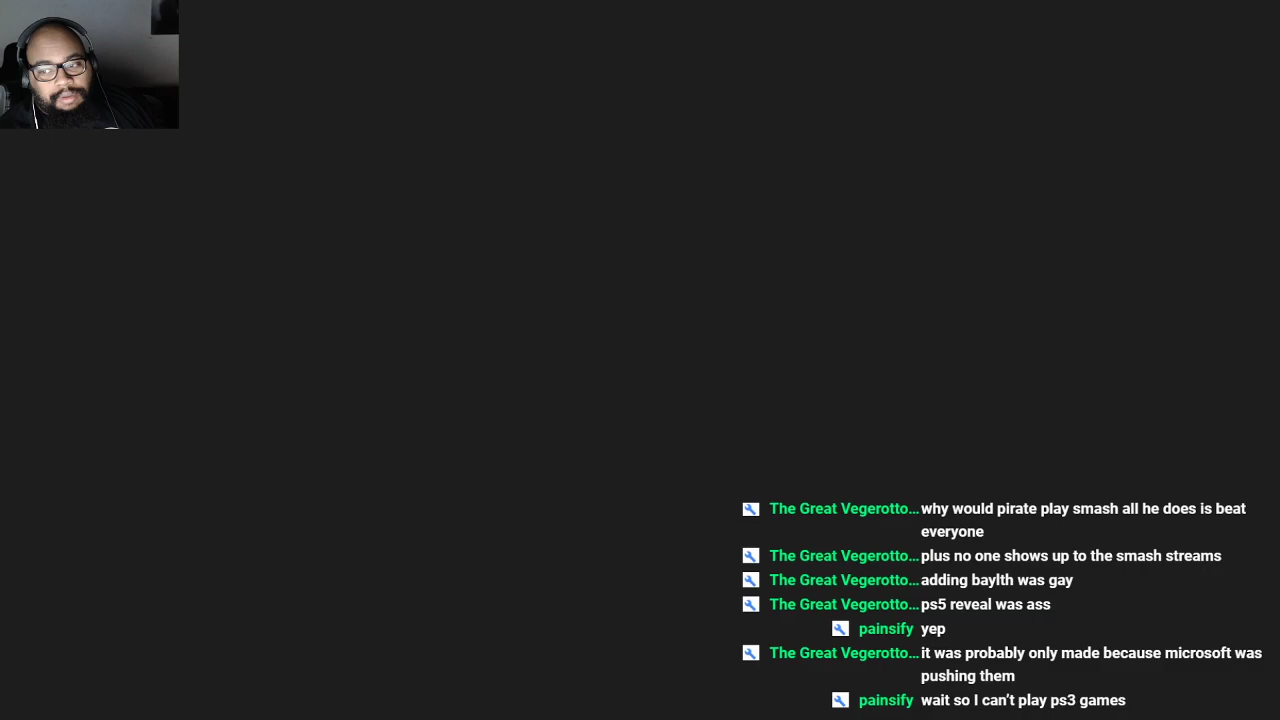 The Great Vegerotto... why would pirate play smash all he does is beat
everyone
The Great Vegerotto... plus no one shows up to the smash streams
The Great Vegerotto... adding baylth was gay
The Great Vegerotto... ps5 reveal was ass
painsify yep
The Great Vegerotto... it was probably only made because microsoft was
pushing them
painsify wait so I can’t play ps3 games